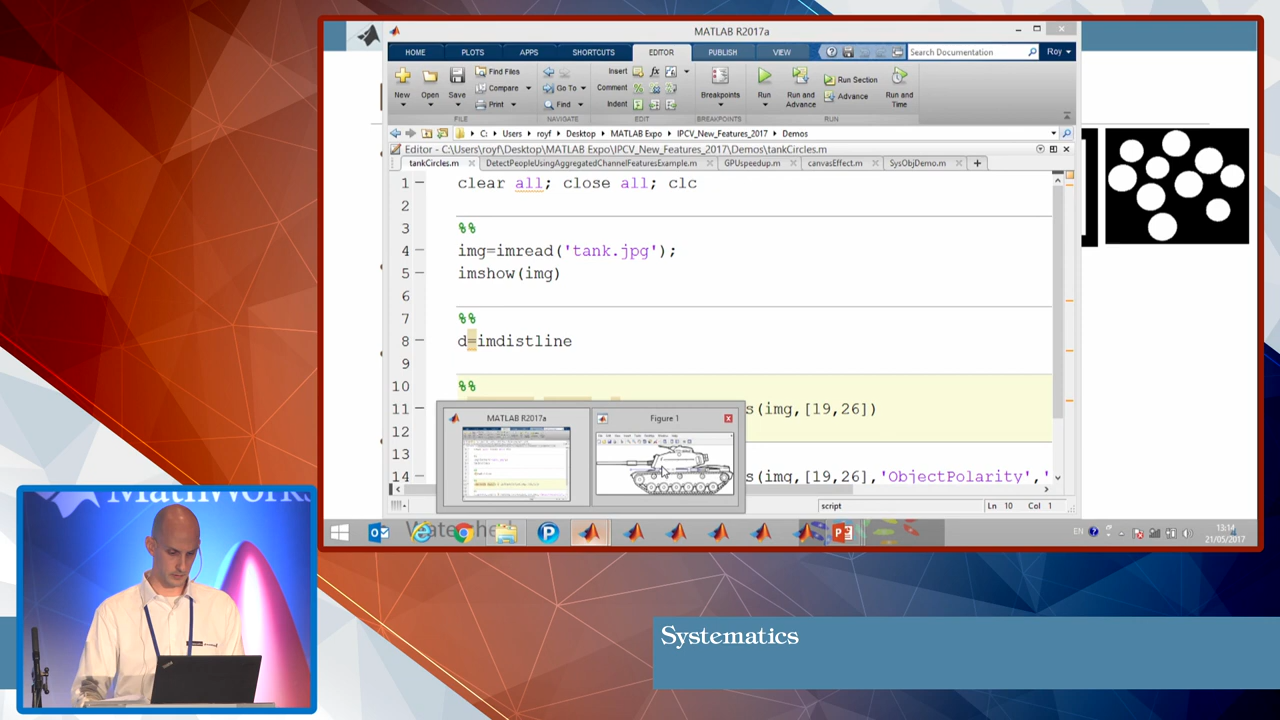 MATLAB R2017a
HOME PLOTS APPS SHORTCUTS EDITOR PUBLISH VIEW Search Documentation Roy
New Open Save Find Files Compare Print Go To Find Insert Comment Indent Breakpoints Run Run and Advance Run Section Advance Run and Time
FILE NAVIGATE EDIT BREAKPOINTS RUN
C: Users royf Desktop MATLAB Expo IPCV_New_Features_2017 Demos
Editor - C:\Users\royf\Desktop\MATLAB Expo\IPCV_New_Features_2017\Demos\tankCircles.m
tankCircles.m DetectPeopleUsingAggregatedChannelFeaturesExample.m GPUspeedup.m canvasEffect.m SysObjDemo.m
1 clear all; close all; clc
2
3 %%
4 img=imread('tank.jpg');
5 imshow(img)
6
7 %%
8 d=imdistline
9
10 %%
11 s(img,[19,26])
12
14 s(img,[19,26],'ObjectPolarity','
MATLAB R2017a Figure 1
script Ln 10 Col 1
EN 13:14
21/05/2017
MathWorks
Systematics